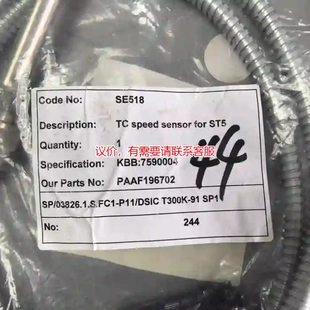 Code No: SE518
Description: TC speed sensor for ST5
Quantity: 1
议价，有需要请联系客服
Specification: KBB:7590004
44
Our Parts No: PAAF196702
SP/03826.1.S.FC1-P11/DSIC T300K-91 SP1
No: 244